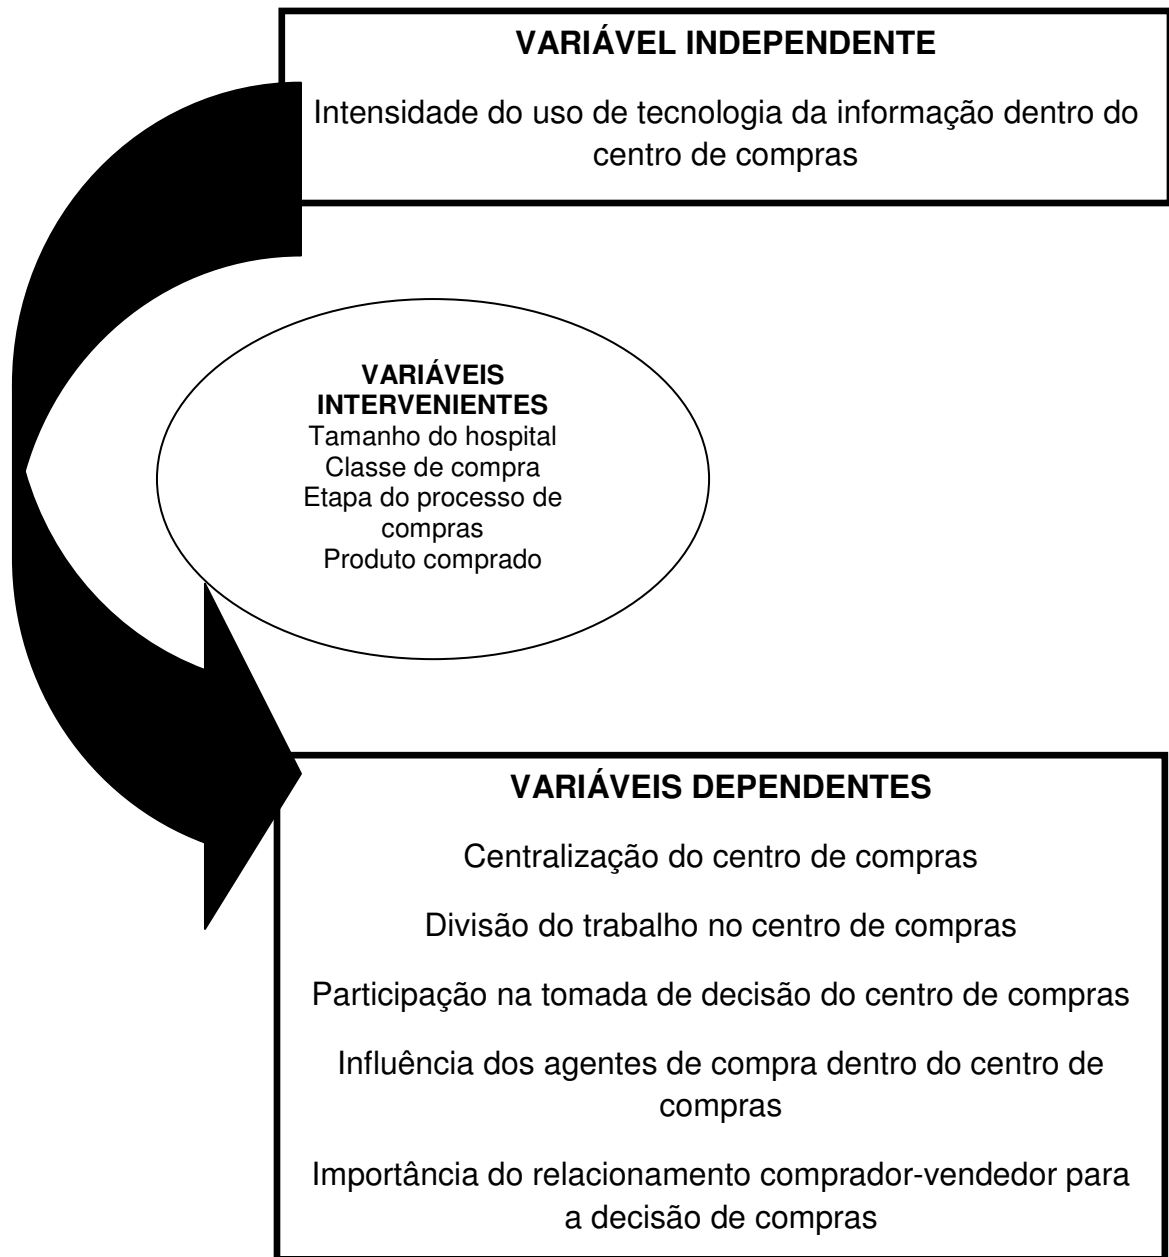 VARIÁVEL INDEPENDENTE
Intensidade do uso de tecnologia da informação dentro do
centro de compras
VARIÁVEIS
INTERVENIENTES
Tamanho do hospital
Classe de compra
Etapa do processo de
compras
Produto comprado
VARIÁVEIS DEPENDENTES
Centralização do centro de compras
Divisão do trabalho no centro de compras
Participação na tomada de decisão do centro de compras
Influência dos agentes de compra dentro do centro de
compras
Importância do relacionamento comprador-vendedor para
a decisão de compras